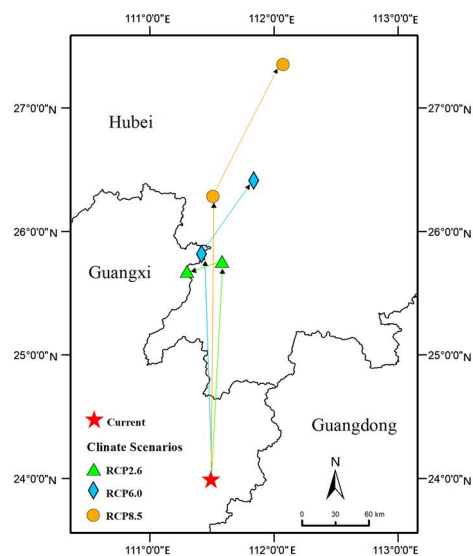 111°0'0"E 112°0'0"E 113°0'0"E
27°0'0"N 27°0'0"N
Hubei
26°0'0"N 26°0'0"N
Guangxi
25°0'0"N 25°0'0"N
Guangdong
Current
Clinate Scenarios
RCP2.6
RCP6.0
RCP8.5
N
24°0'0"N 24°0'0"N
0 30 60 km
111°0'0"E 112°0'0"E 113°0'0"E